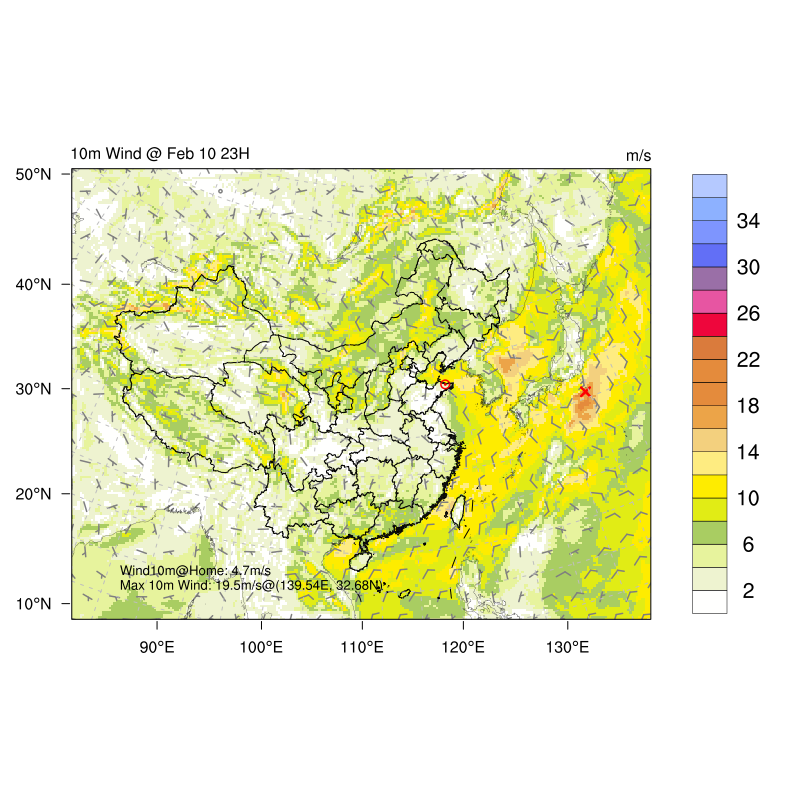 10m Wind @ Feb 10 23H
m/s
50°N
40°N
30°N
20°N
10°N
34
30
26
22
18
14
10
6
2
Wind10m@Home: 4.7m/s
Max 10m Wind: 19.5m/s@(139.54E, 32.68N)
90°E
100°E
110°E
120°E
130°E